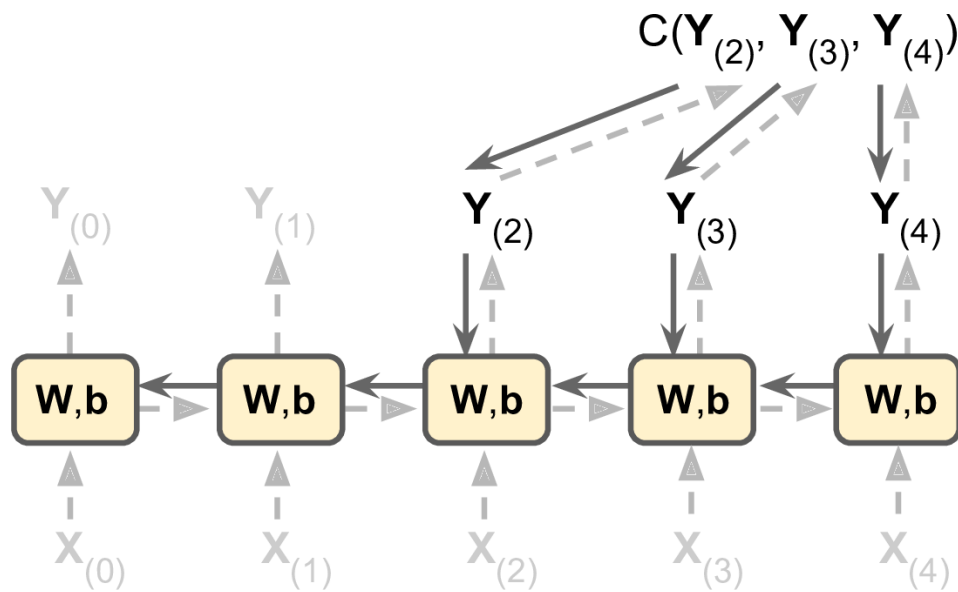 C(Y(2), Y(3), Y(4))
Y(0) Y(1) Y(2) Y(3) Y(4)
W,b W,b W,b W,b W,b
X(0) X(1) X(2) X(3) X(4)